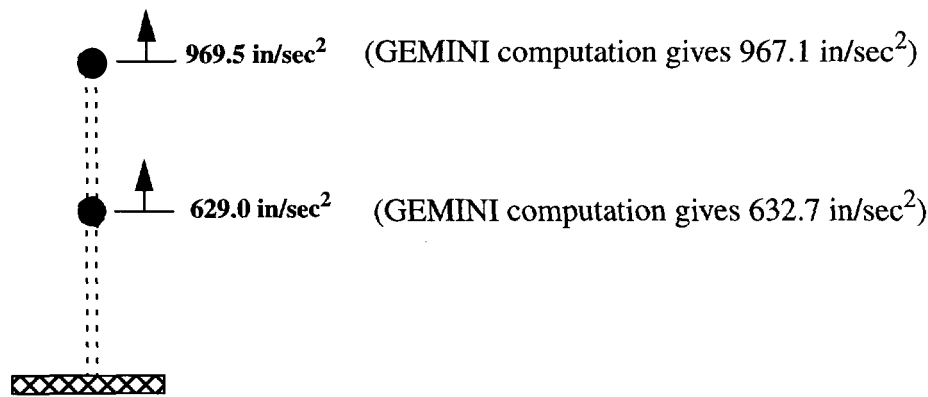 969.5 in/sec² (GEMINI computation gives 967.1 in/sec²)
629.0 in/sec² (GEMINI computation gives 632.7 in/sec²)